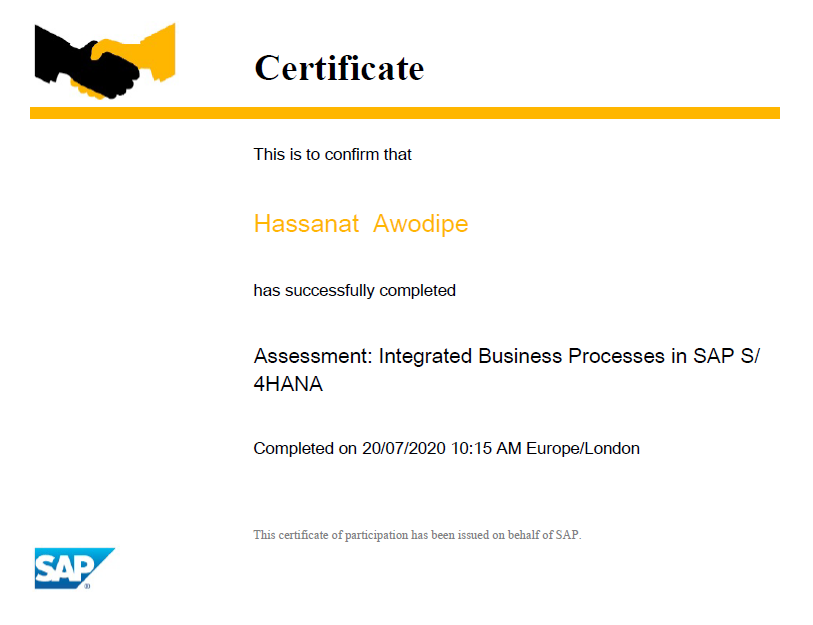 Certificate
This is to confirm that
Hassanat Awodipe
has successfully completed
Assessment: Integrated Business Processes in SAP S/
4HANA
Completed on 20/07/2020 10:15 AM Europe/London
This certificate of participation has been issued on behalf of SAP.
SAP®